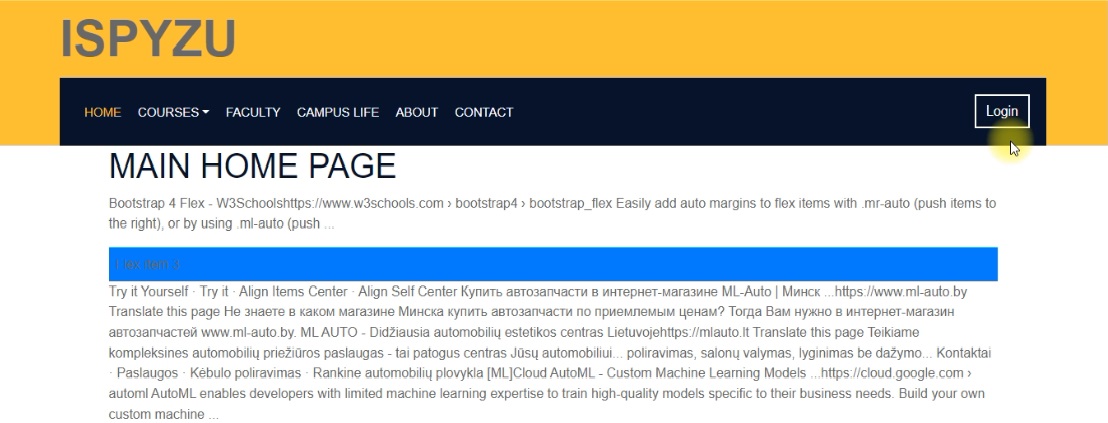 ISPYZU
HOME COURSES FACULTY CAMPUS LIFE ABOUT CONTACT Login
MAIN HOME PAGE
Bootstrap 4 Flex - W3Schoolshttps://www.w3schools.com › bootstrap4 › bootstrap_flex Easily add auto margins to flex items with .mr-auto (push items to
the right), or by using .ml-auto (push ...
Flex item 3
Try it Yourself · Try it · Align Items Center · Align Self Center Купить автозапчасти в интернет-магазине ML-Auto | Минск ...https://www.ml-auto.by
Translate this page Не знаете в каком магазине Минска купить автозапчасти по приемлемым ценам? Тогда Вам нужно в интернет-магазин
автозапчастей www.ml-auto.by. ML AUTO - Didžiausia automobilių estetikos centras Lietuvojehttps://mlauto.lt Translate this page Teikiame
kompleksines automobilių priežiūros paslaugas - tai patogus centras Jūsų automobiliui... poliravimas, salonų valymas, lyginimas be dažymo... Kontaktai
· Paslaugos · Kėbulo poliravimas · Rankine automobilių plovykla [ML]Cloud AutoML - Custom Machine Learning Models ...https://cloud.google.com ›
automl AutoML enables developers with limited machine learning expertise to train high-quality models specific to their business needs. Build your own
custom machine ...